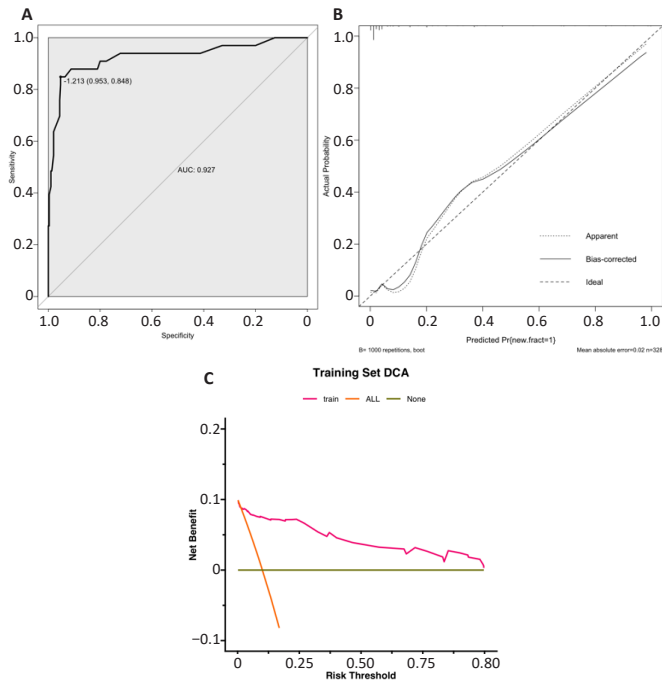 A
1.0
0.8
0.6
0.4
0.2
0
Sensitivity
-1.213 (0.953, 0.848)
AUC: 0.927
1.0 0.8 0.6 0.4 0.2 0
Specificity
B
1.0
0.8
0.6
0.4
0.2
0
Actual Probability
Apparent
Bias-corrected
Ideal
0 0.2 0.4 0.6 0.8 1.0
Predicted Pr{new.fract=1}
B= 1000 repetitions, boot
Mean absolute error=0.02 n=328
C
Training Set DCA
train ALL None
0.2
0.1
0
−0.1
Net Benefit
0 0.25 0.50 0.75 0.80
Risk Threshold